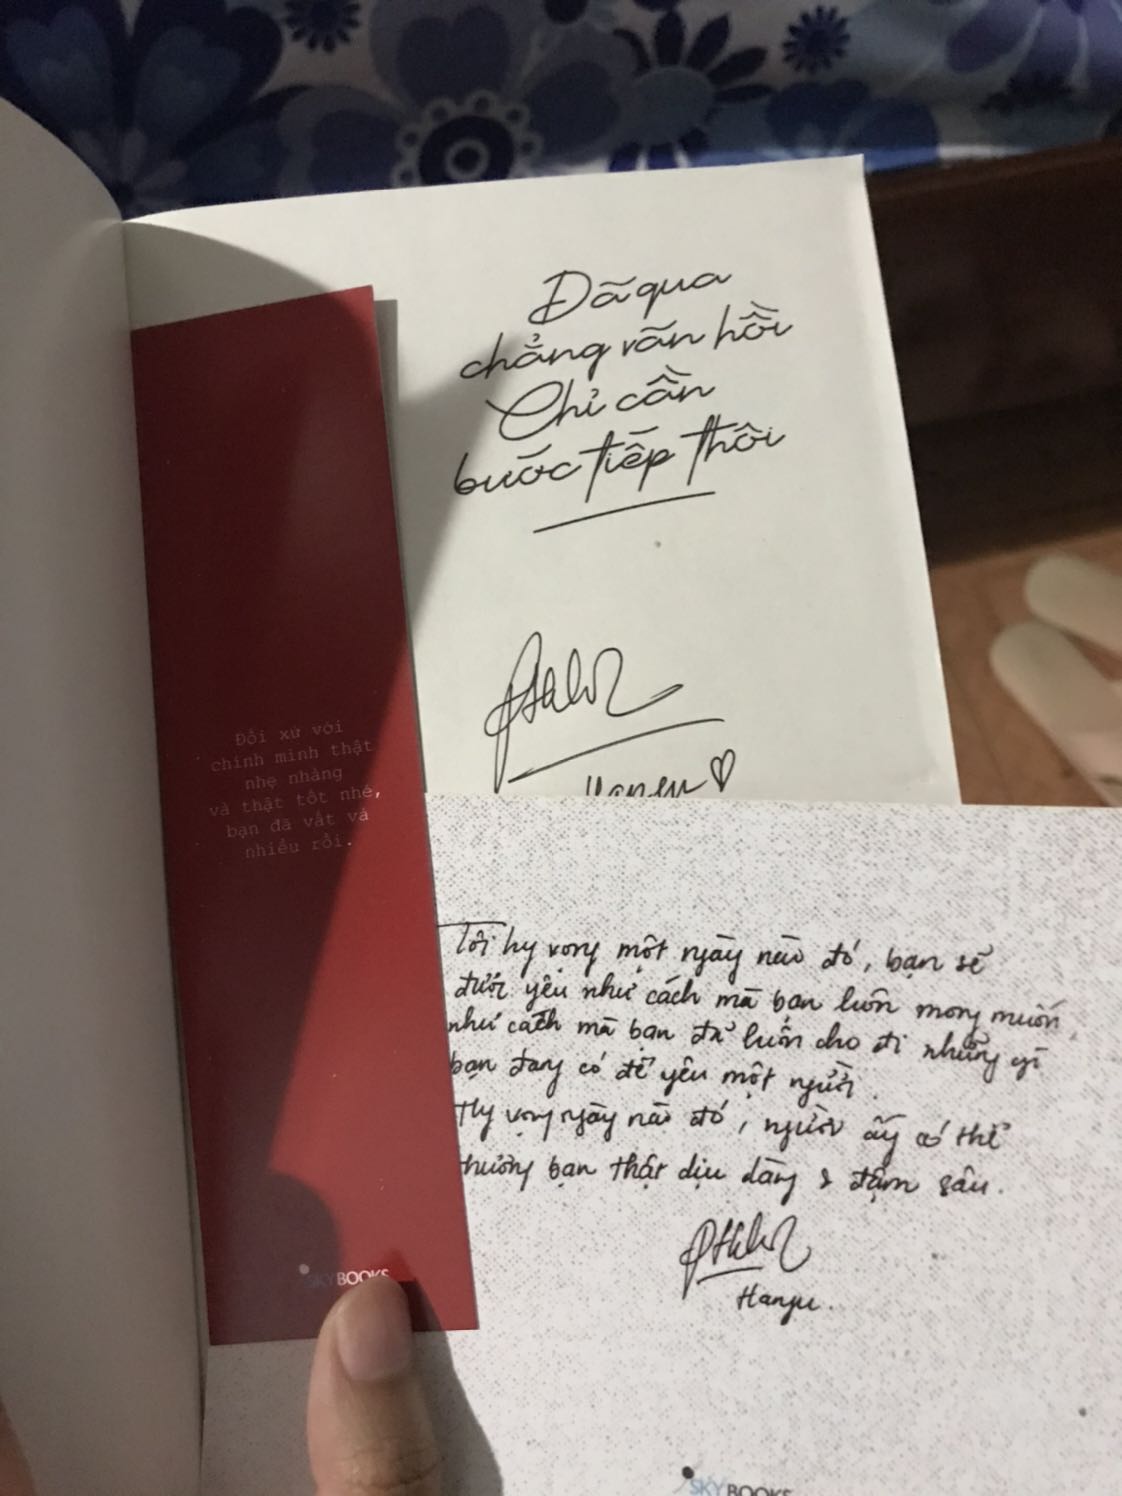 Đã qua
chẳng vãn hồi
Chỉ cần
bước tiếp thôi
Hanyu
Đối xử với
chính mình thật
nhẹ nhàng
và thật tốt nhé,
bạn đã vất vả
nhiều rồi.
SKYBOOKS
Tôi hy vọng một ngày nào đó, bạn sẽ
được yêu như cách mà bạn luôn mong muốn,
như cách mà bạn đã luôn cho đi những gì
bạn đang có để yêu một người.
Hy vọng ngày nào đó, người ấy có thể
thương bạn thật dịu dàng & đậm sâu.
Hanyu.
SKYBOOKS